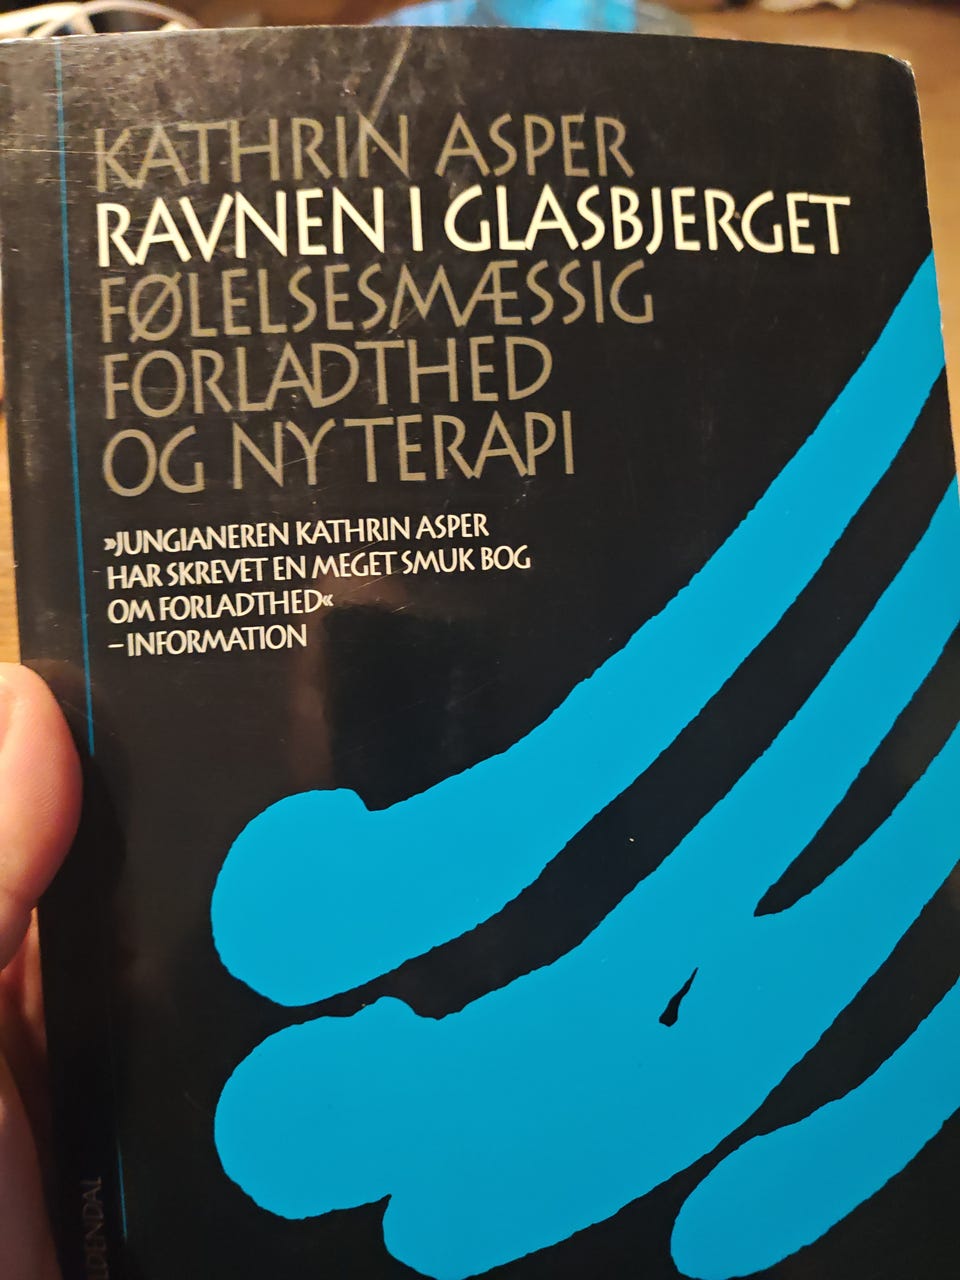 KATHRIN ASPER
RAVNEN I GLASBJERGET
FØLELSESMÆSSIG
FORLADTHED
OG NY TERAPI
»JUNGIANEREN KATHRIN ASPER
HAR SKREVET EN MEGET SMUK BOG
OM FORLADTHED«
– INFORMATION
LDENDAL